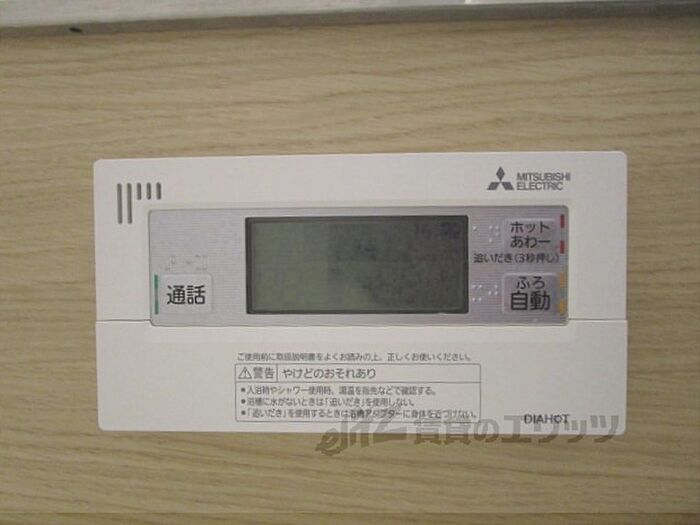 MITSUBISHI
ELECTRIC
ホット
あわー
追いだき(3秒押し)
通話
ふろ
自動
ご使用前に取扱説明書をよくお読みの上、正しくお使いください。
⚠警告 やけどのおそれあり
●入浴時やシャワー使用時、湯温を指先などで確認する。
●浴槽に水がないときは「追いだき」を使用しない。
●「追いだき」を使用するときは浴槽アダプターに身体を近づけない。
DIAHOT
賃貸のエリッツ